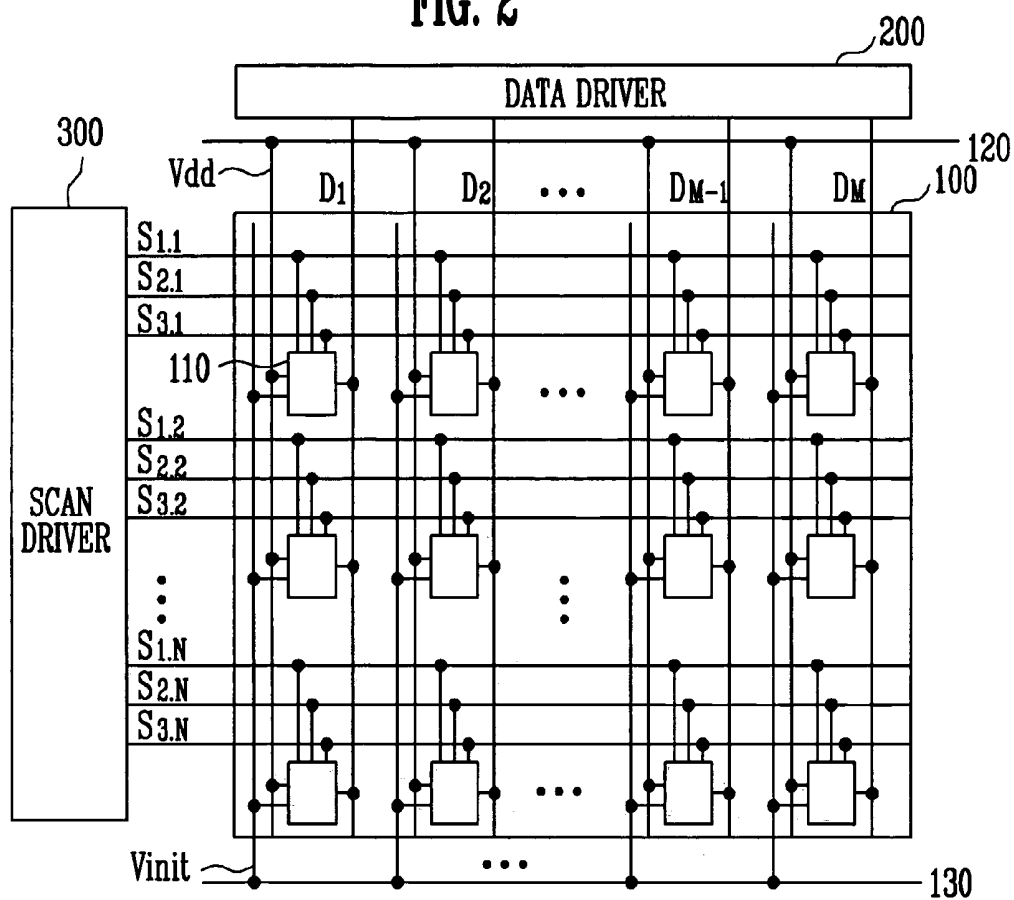 FIG. 2
200
DATA DRIVER
300
120
Vdd
D1 D2 ••• DM-1 DM
100
S1.1
S2.1
S3.1
110
•••
S1.2
S2.2
S3.2
SCAN
DRIVER
S1.N
S2.N
S3.N
•••
Vinit
•••
130